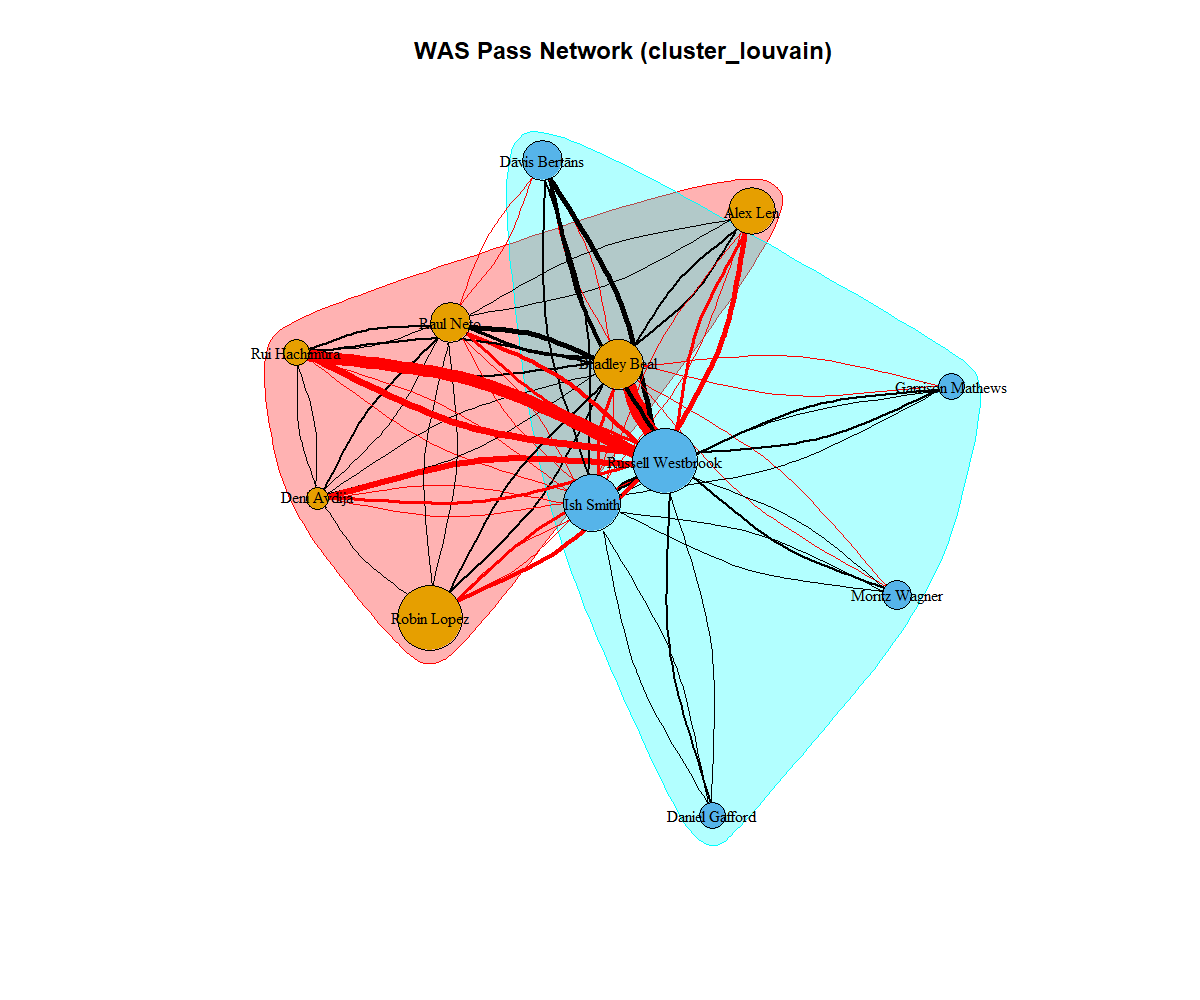 WAS Pass Network (cluster_louvain)
Dāvis Bertāns
Alex Len
Raul Neto
Rui Hachimura
Bradley Beal
Garrison Mathews
Russell Westbrook
Deni Avdija
Ish Smith
Moritz Wagner
Robin Lopez
Daniel Gafford